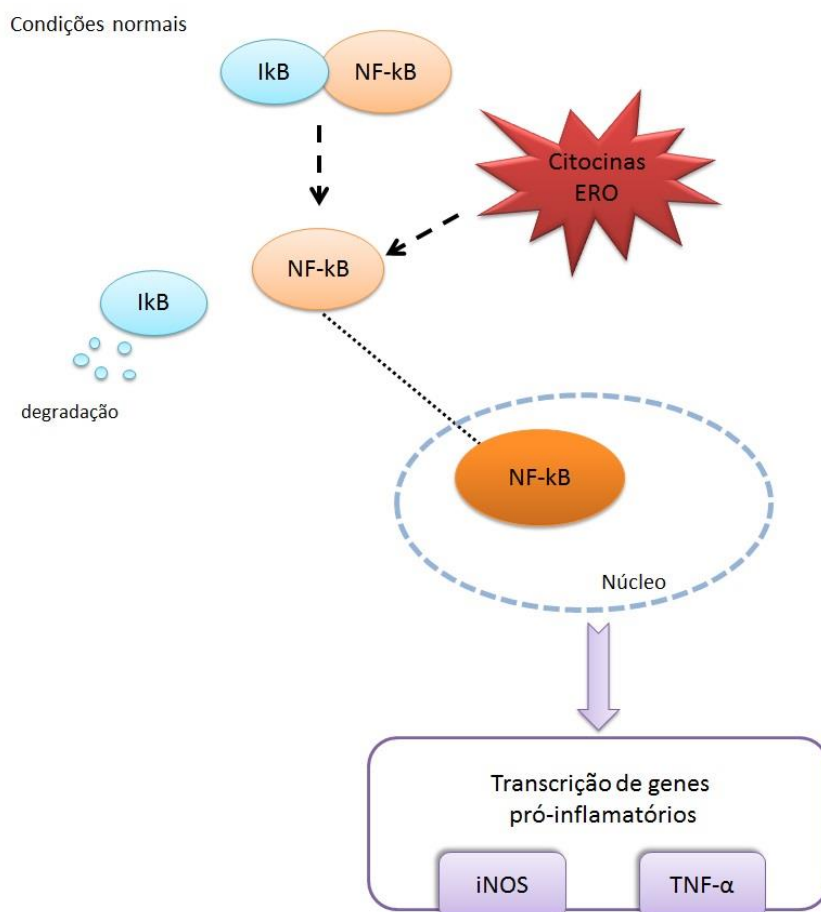 Condições normais
IkB
NF-kB
Citocinas
ERO
NF-kB
IkB
degradação
NF-kB
Núcleo
Transcrição de genes
pró-inflamatórios
iNOS
TNF-α